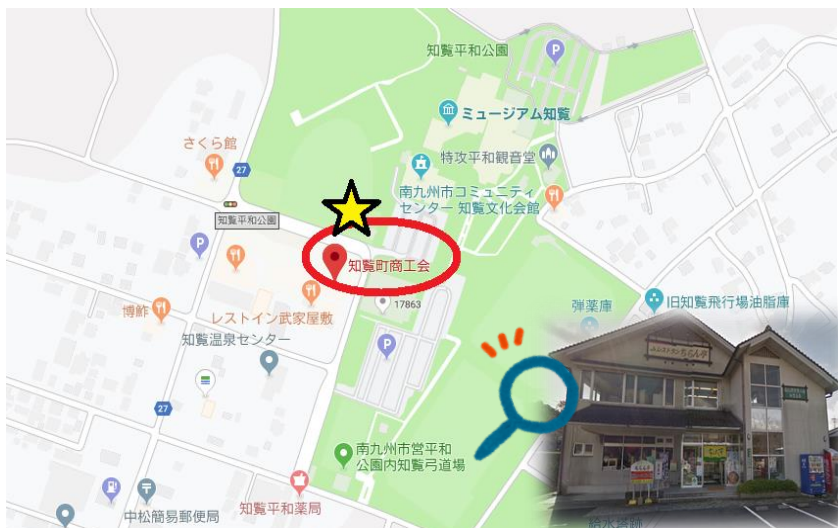 知覧平和公園
P
ミュージアム知覧
さくら館
27
特攻平和観音堂
南九州市コミュニティ
センター 知覧文化会館
知覧平和公園
P
知覧町商工会
17863
弾薬庫
旧知覧飛行場油脂庫
博鮓
レストイン武家屋敷
知覧温泉センター
P
27
南九州市営平和
公園内知覧弓道場
知覧平和薬局
中松簡易郵便局
給水塔跡